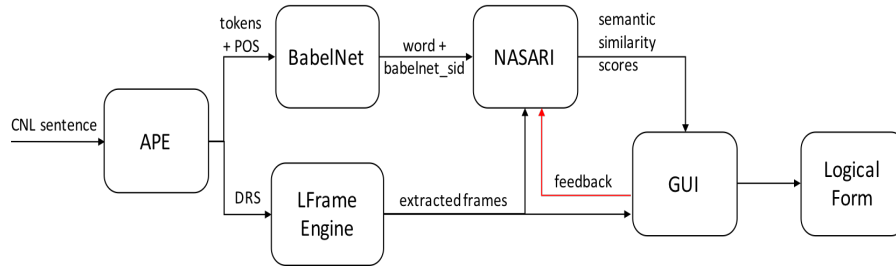 tokens
+ POS
BabelNet
word +
babelnet_sid
NASARI
semantic
similarity
scores
CNL sentence
APE
DRS
LFrame
Engine
extracted frames
feedback
GUI
Logical
Form